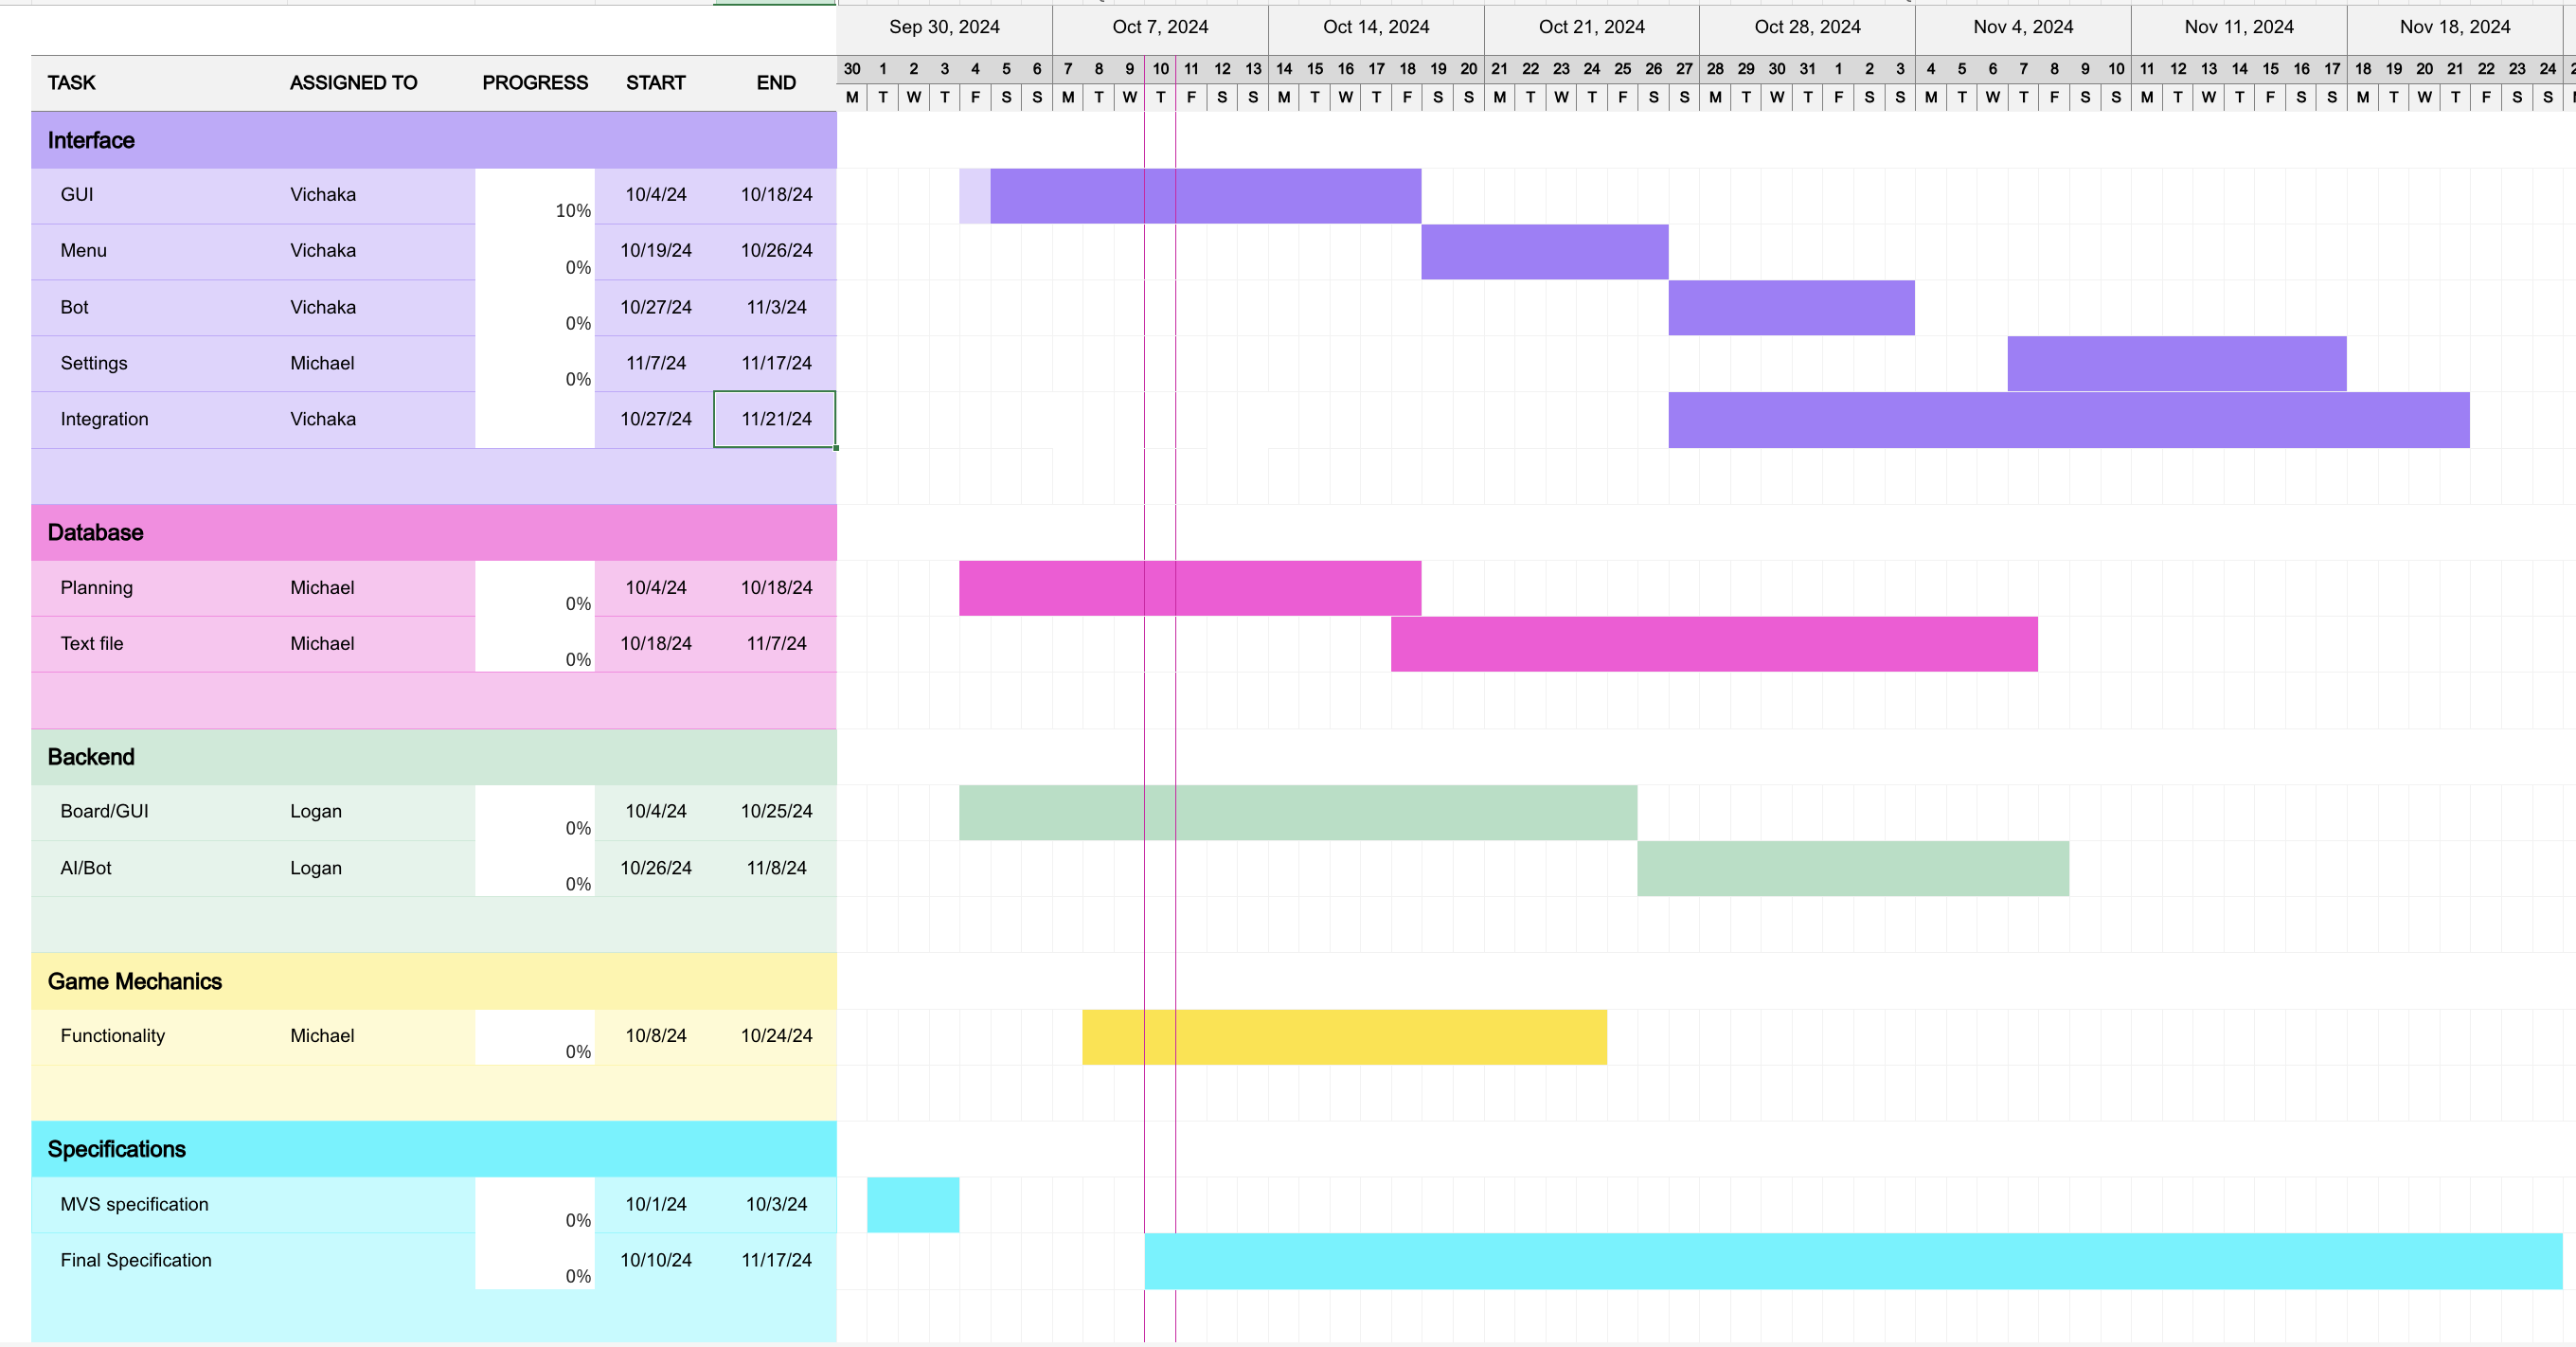 Sep 30, 2024 Oct 7, 2024 Oct 14, 2024 Oct 21, 2024 Oct 28, 2024 Nov 4, 2024 Nov 11, 2024 Nov 18, 2024
TASK ASSIGNED TO PROGRESS START END
30 1 2 3 4 5 6 7 8 9 10 11 12 13 14 15 16 17 18 19 20 21 22 23 24 25 26 27 28 29 30 31 1 2 3 4 5 6 7 8 9 10 11 12 13 14 15 16 17 18 19 20 21 22 23 24
M T W T F S S M T W T F S S M T W T F S S M T W T F S S M T W T F S S M T W T F S S M T W T F S S M T W T F S S
Interface
GUI Vichaka 10% 10/4/24 10/18/24
Menu Vichaka 0% 10/19/24 10/26/24
Bot Vichaka 0% 10/27/24 11/3/24
Settings Michael 0% 11/7/24 11/17/24
Integration Vichaka 10/27/24 11/21/24
Database
Planning Michael 0% 10/4/24 10/18/24
Text file Michael 0% 10/18/24 11/7/24
Backend
Board/GUI Logan 0% 10/4/24 10/25/24
AI/Bot Logan 0% 10/26/24 11/8/24
Game Mechanics
Functionality Michael 0% 10/8/24 10/24/24
Specifications
MVS specification 0% 10/1/24 10/3/24
Final Specification 0% 10/10/24 11/17/24